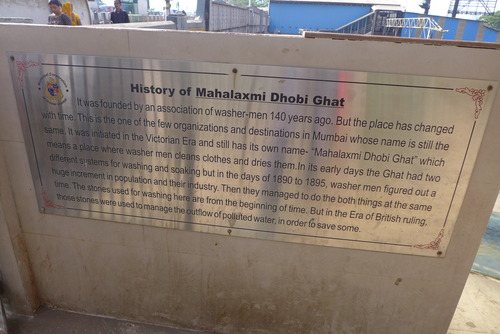 History of Mahalaxmi Dhobi Ghat
It was founded by an association of washer-men 140 years ago. But the place has changed
with time. This is the one of the few organizations and destinations in Mumbai whose name is still the
same. It was initiated in the Victorian Era and still has its own name- “Mahalaxmi Dhobi Ghat” which
means a place where washer men cleans clothes and dries them.In its early days the Ghat had two
different systems for washing and soaking but in the days of 1890 to 1895, washer men figured out a
huge increment in population and their industry. Then they managed to do the both things at the same
time. The stones used for washing here are from the beginning of time. But in the Era of British ruling,
those stones were used to manage the outflow of polluted water, in order to save some.